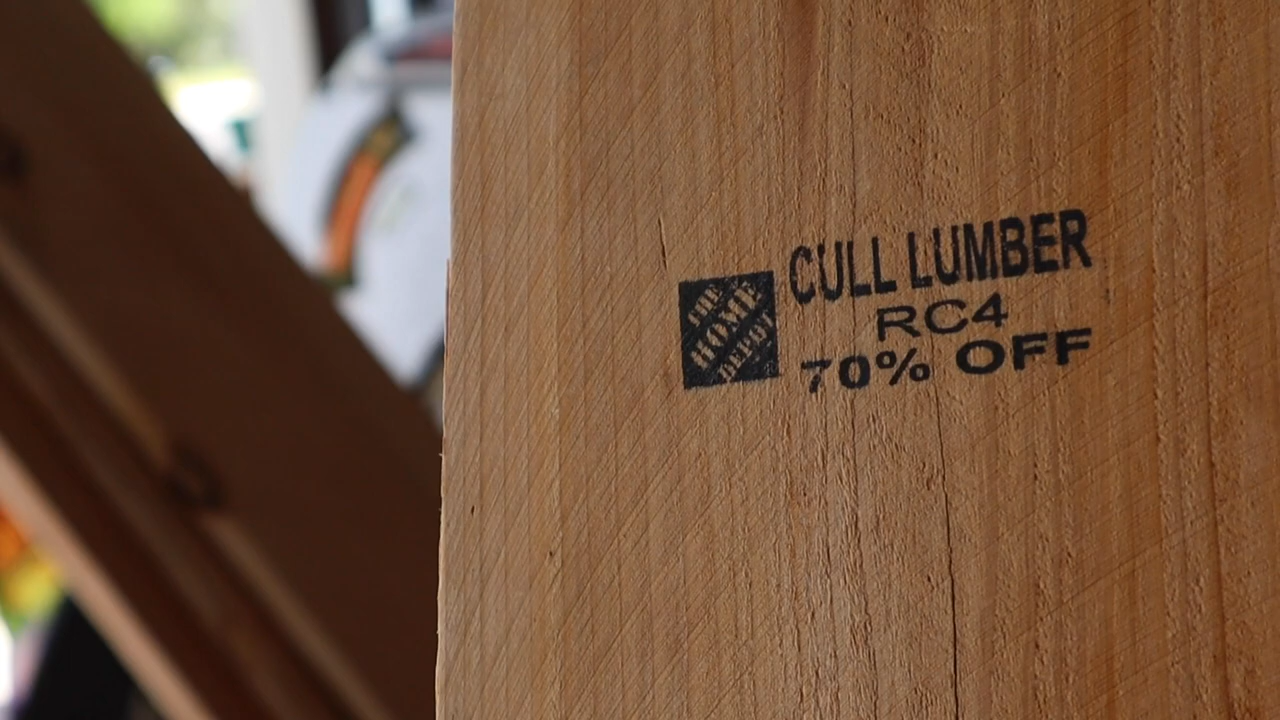 THE
HOME
DEPOT
CULL LUMBER
RC4
70% OFF